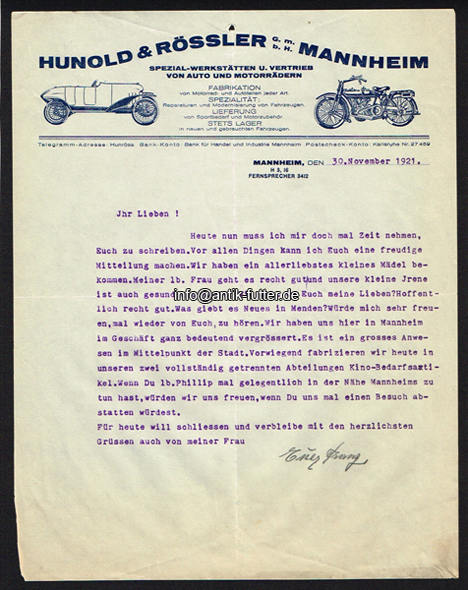 HUNOLD & RÖSSLER G.m.b.H. MANNHEIM
SPEZIAL-WERKSTÄTTEN U. VERTRIEB
VON AUTO UND MOTORRÄDERN
FABRIKATION
von Motorrad- und Autoteilen jeder Art.
SPEZIALITÄT:
Reparaturen und Modernisierung von Fahrzeugen.
LIEFERUNG
von Sportbedarf und Motorzubehör.
STETS LAGER
in neuen und gebrauchten Fahrzeugen.
Telegramm-Adresse: Hunröss Bank-Konto: Bank für Handel und Industrie Mannheim Postscheck-Konto: Karlsruhe Nr. 27459
MANNHEIM, DEN 30.November 1921.
H 3, 16
FERNSPRECHER 3412
Jhr Lieben !
Heute nun muss ich mir doch mal Zeit nehmen,
Euch zu schreiben.Vor allen Dingen kann ich Euch eine freudige
Mitteilung machen.Wir haben ein allerliebstes kleines Mädel be-
kommen.Meiner lb. Frau geht es recht gut und unsere kleine Jrene
ist auch gesund Euch meine Lieben?Hoffent-
lich recht gut.Was giebt es Neues in Menden?Würde mich sehr freu-
en,mal wieder von Euch,zu hören.Wir haben uns hier in Mannheim
im Geschäft ganz bedeutend vergrössert.Es ist ein grosses Anwe-
sen im Mittelpunkt der Stadt.Vorwiegend fabrizieren wir heute in
unseren zwei vollständig getrennten Abteilungen Kino-Bedarfsarti-
kel.Wenn Du lb.Phillip mal gelegentlich in der Nähe Mannheims zu
tun hast,würden wir uns freuen,wenn Du uns mal einen Besuch ab-
statten würdest.
Für heute will schliessen und verbleibe mit den herzlichsten
Grüssen auch von meiner Frau
info@antik-futter.de